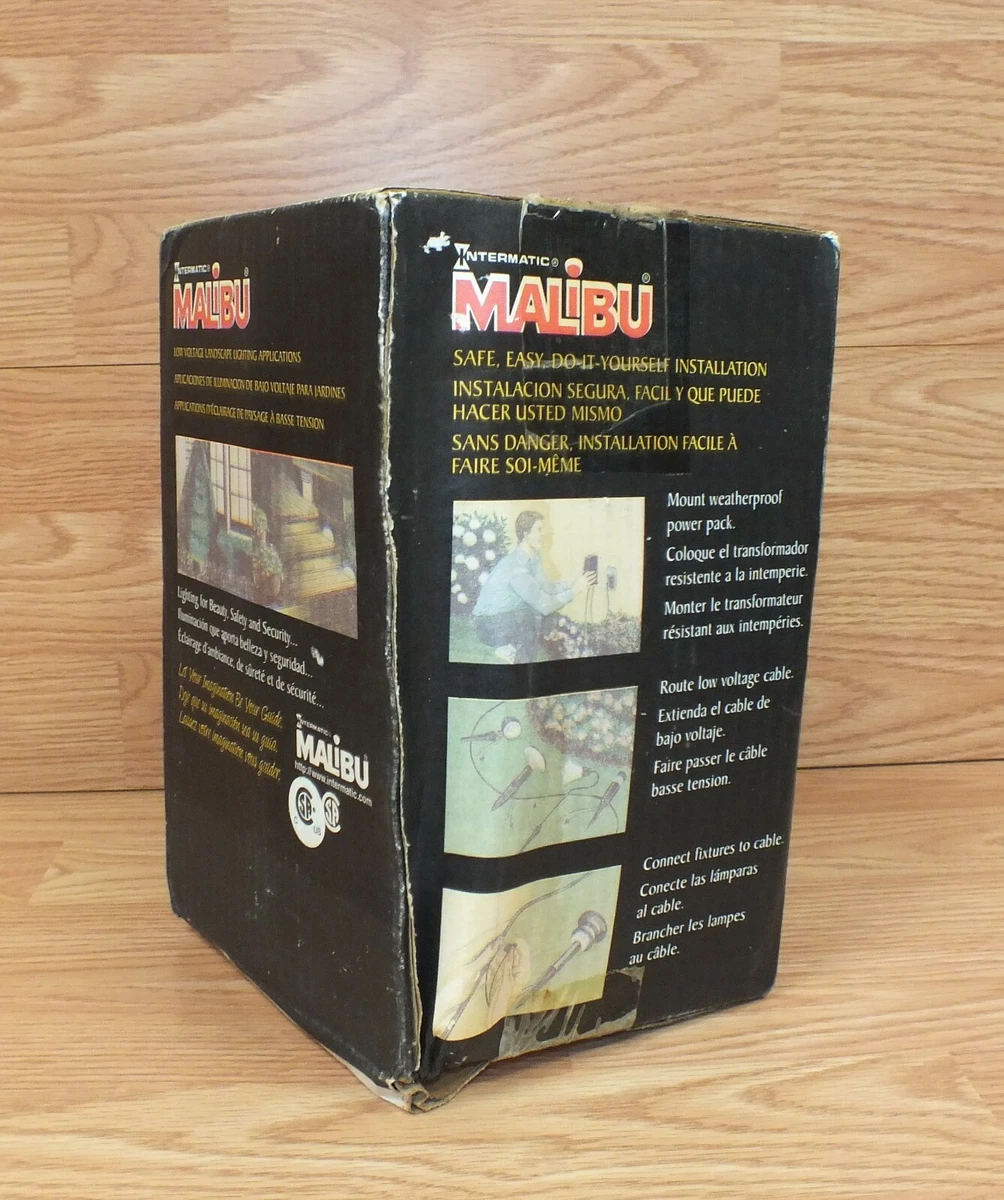 INTERMATIC®
MALIBU®
LOW VOLTAGE LANDSCAPE LIGHTING APPLICATIONS
APLICACIONES DE ILUMINACION DE BAJO VOLTAJE PARA JARDINES
APPLICATIONS D'ÉCLAIRAGE DE PAYSAGE À BASSE TENSION
Lighting for Beauty, Safety and Security...
Iluminación que aporta belleza y seguridad...
Éclairage d'ambiance, de sûreté et de sécurité...
Let Your Imagination Be Your Guide.
Deje que su imaginación sea su guía.
Laissez votre imagination vous guider.
INTERMATIC®
MALIBU®
http://www.intermatic.com
C US
INTERMATIC®
MALIBU®
SAFE, EASY, DO-IT-YOURSELF INSTALLATION
INSTALACION SEGURA, FACIL Y QUE PUEDE
HACER USTED MISMO
SANS DANGER, INSTALLATION FACILE À
FAIRE SOI-MÊME
Mount weatherproof
power pack.
Coloque el transformador
resistente a la intemperie.
Monter le transformateur
résistant aux intempéries.
Route low voltage cable.
Extienda el cable de
bajo voltaje.
Faire passer le câble
basse tension.
Connect fixtures to cable.
Conecte las lámparas
al cable.
Brancher les lampes
au câble.